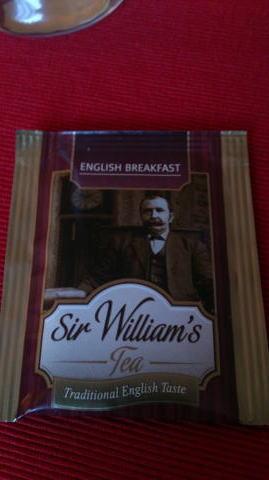 ENGLISH BREAKFAST
Sir William's
Tea
Traditional English Taste